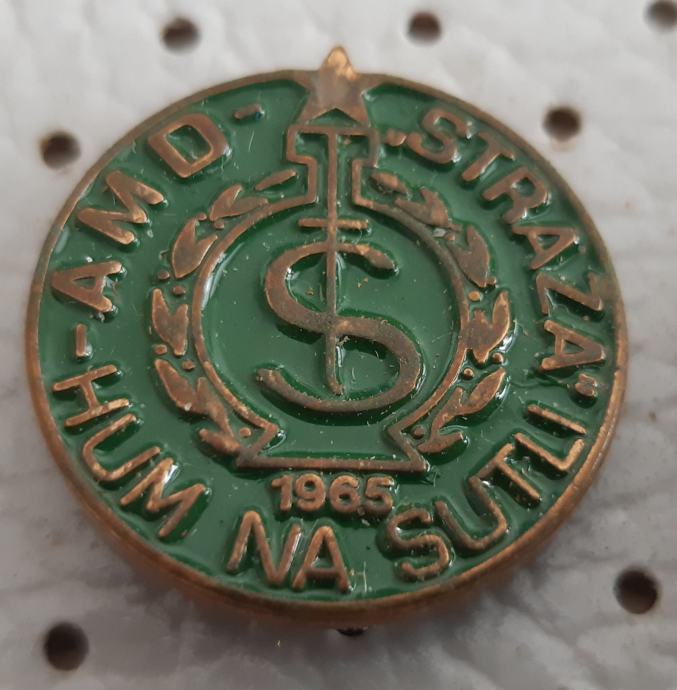 AMD - „STRAŽA"
HUM NA SUTLI -
S
1965